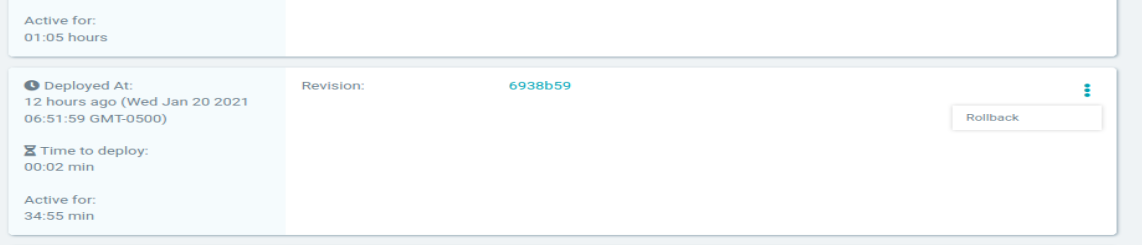 Active for:
01:05 hours
Deployed At:
12 hours ago (Wed Jan 20 2021
06:51:59 GMT-0500)
Time to deploy:
00:02 min
Active for:
34:55 min
Revision:
6938b59
Rollback